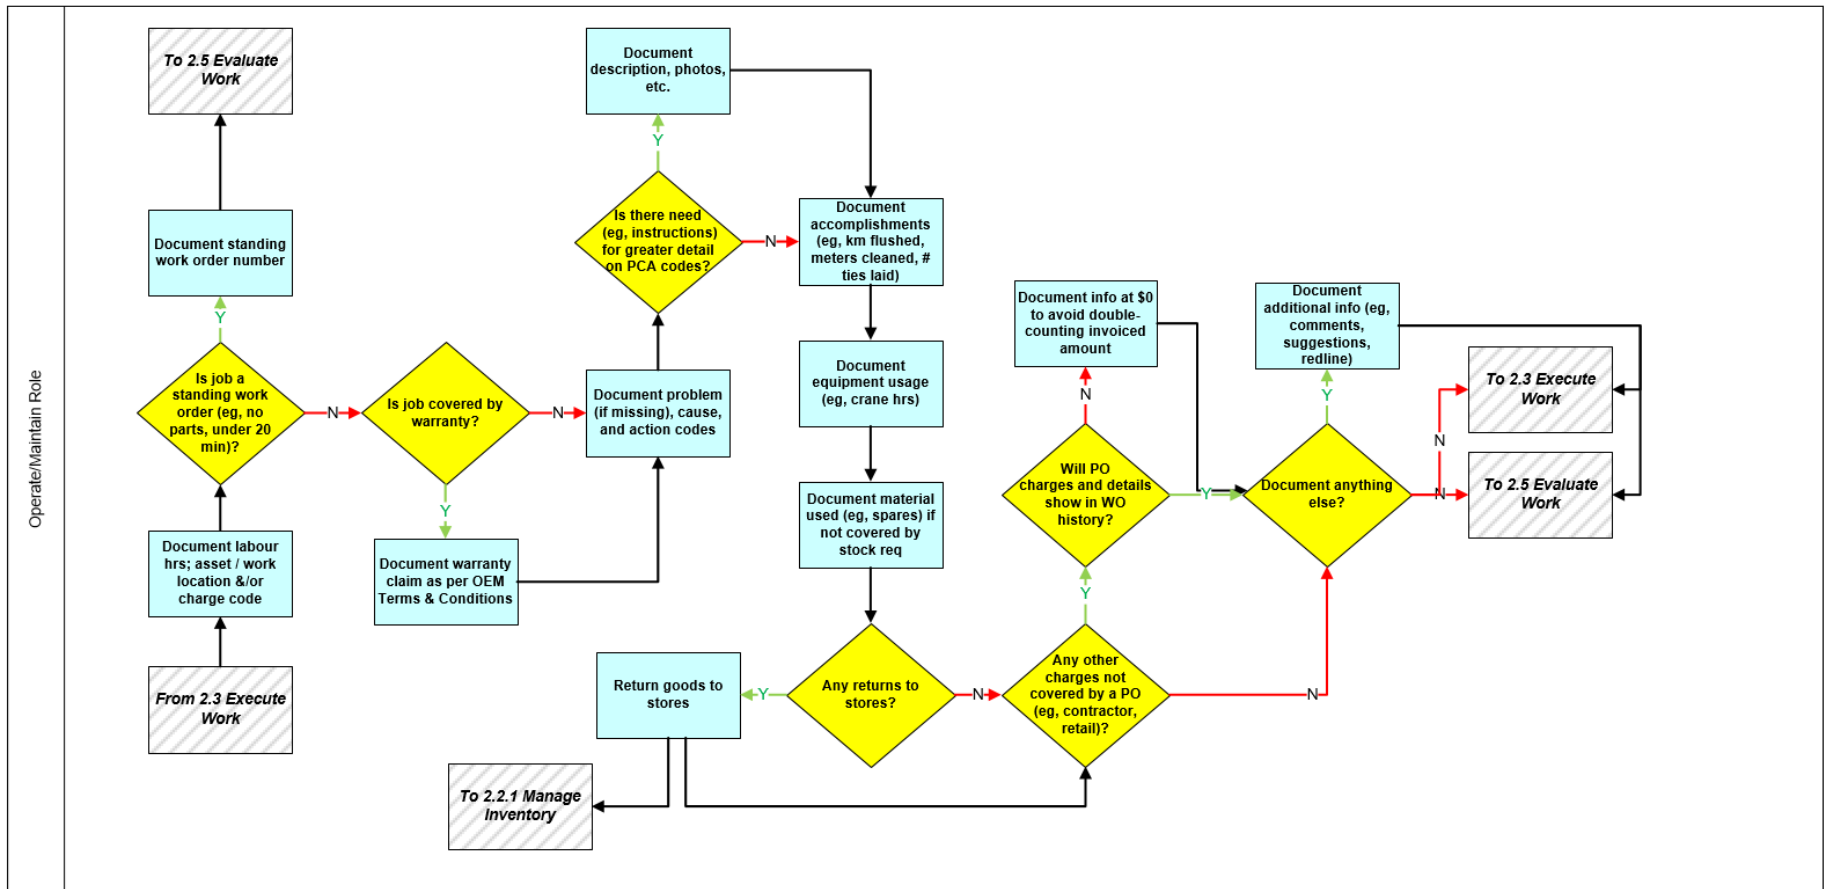 Operate/Maintain Role
To 2.5 Evaluate
Work
Document standing
work order number
Y
Is job a
standing work
order (eg, no
parts, under 20
min)?
N
Document labour
hrs; asset / work
location &/or
charge code
From 2.3 Execute
Work
Is job covered by
warranty?
N
Y
Document warranty
claim as per OEM
Terms & Conditions
Document
description, photos,
etc.
Y
Is there need
(eg, instructions)
for greater detail
on PCA codes?
N
Document problem
(if missing), cause,
and action codes
Document
accomplishments
(eg, km flushed,
meters cleaned, #
ties laid)
Document
equipment usage
(eg, crane hrs)
Document material
used (eg, spares) if
not covered by
stock req
Any returns to
stores?
Y
N
Return goods to
stores
To 2.2.1 Manage
Inventory
Document info at $0
to avoid double-
counting invoiced
amount
N
Will PO
charges and details
show in WO
history?
Y
Y
Any other
charges not
covered by a PO
(eg, contractor,
retail)?
N
Document
additional info (eg,
comments,
suggestions,
redline)
Y
Document anything
else?
N
N
To 2.3 Execute
Work
To 2.5 Evaluate
Work